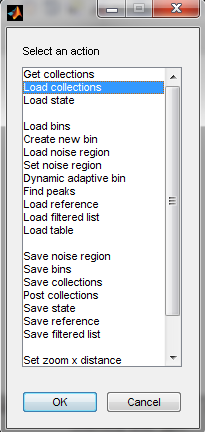 Select an action
Get collections
Load collections
Load state
Load bins
Create new bin
Load noise region
Set noise region
Dynamic adaptive bin
Find peaks
Load reference
Load filtered list
Load table
Save noise region
Save bins
Save collections
Post collections
Save state
Save reference
Save filtered list
Set zoom x distance
OK Cancel